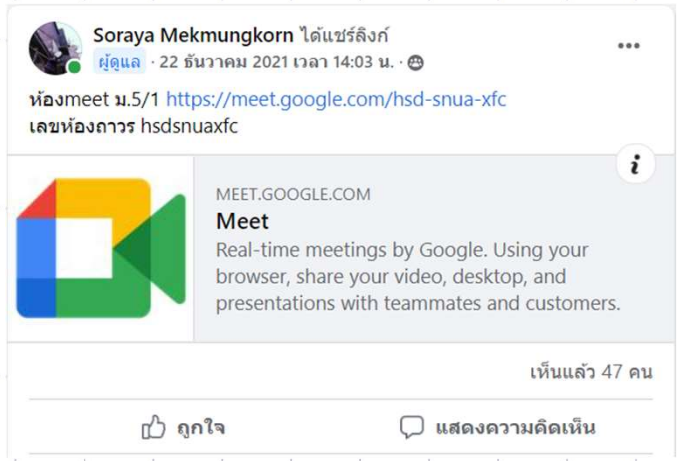 Soraya Mekmungkorn ได้แชร์ลิงก์
ผู้ดูแล · 22 ธันวาคม 2021 เวลา 14:03 น. ·
ห้องmeet ม.5/1 https://meet.google.com/hsd-snua-xfc
เลขห้องถาวร hsdsnuaxfc
i
MEET.GOOGLE.COM
Meet
Real-time meetings by Google. Using your
browser, share your video, desktop, and
presentations with teammates and customers.
เห็นแล้ว 47 คน
ถูกใจ แสดงความคิดเห็น